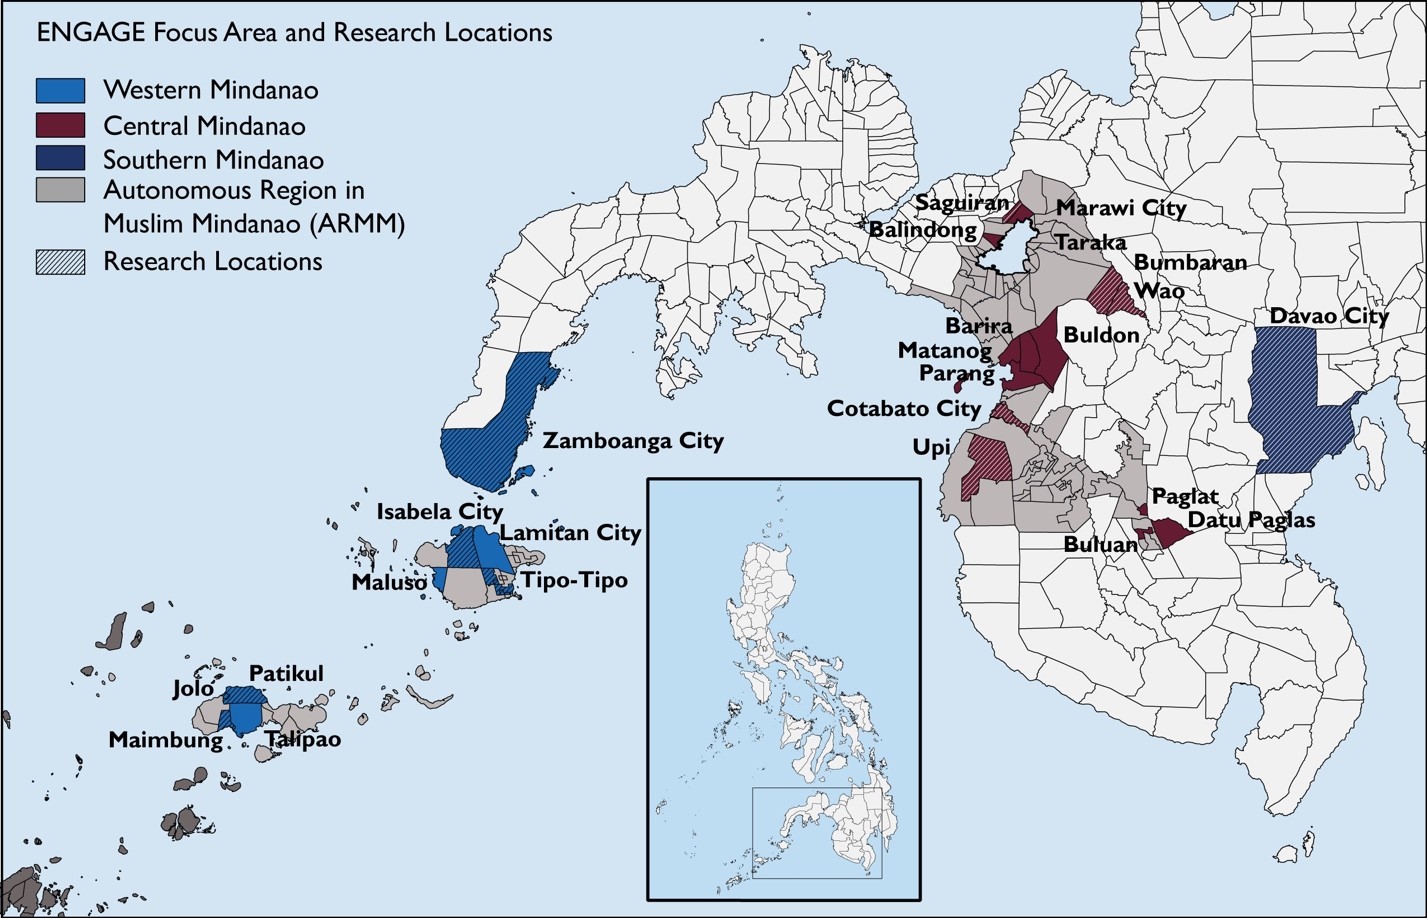 ENGAGE Focus Area and Research Locations
Western Mindanao
Central Mindanao
Southern Mindanao
Autonomous Region in
Muslim Mindanao (ARMM)
Research Locations
Saguiran
Marawi City
Balindong
Taraka
Bumbaran
Wao
Davao City
Barira
Buldon
Matanog
Parang
Cotabato City
Zamboanga City
Upi
Paglat
Isabela City
Datu Paglas
Lamitan City
Buluan
Maluso
Tipo-Tipo
Patikul
Jolo
Maimbung
Talipao